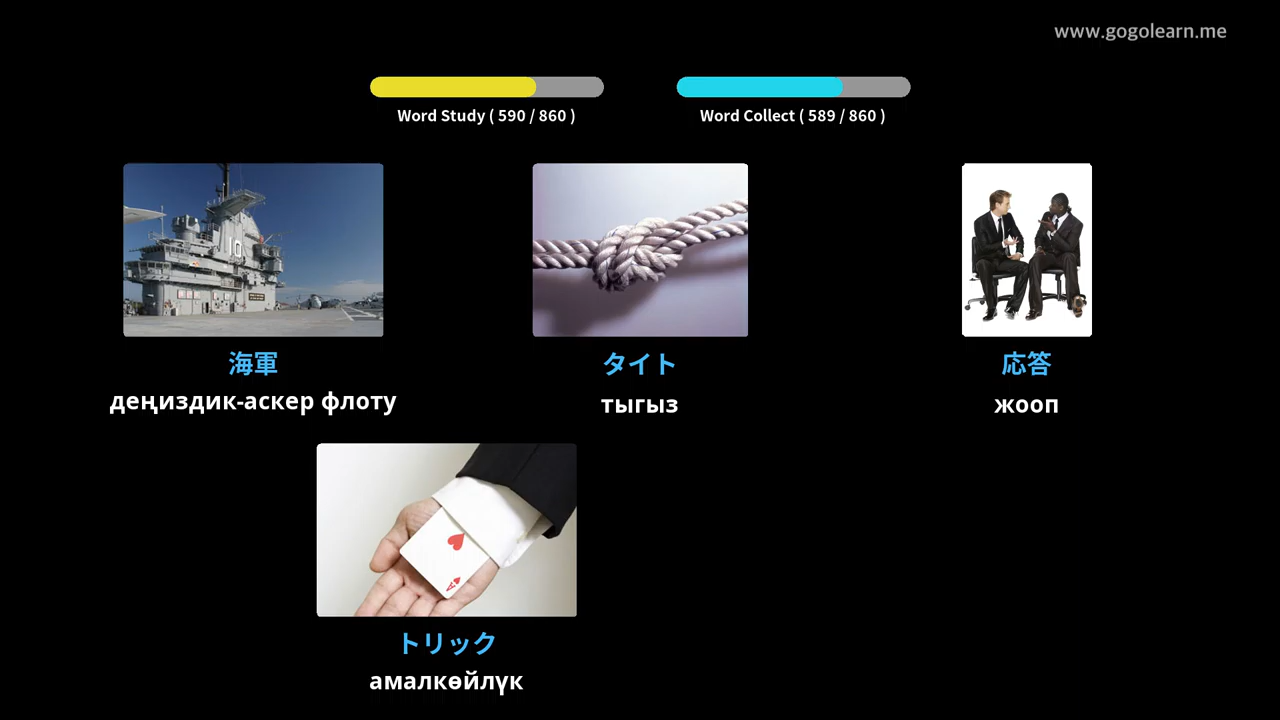 www.gogolearn.me
Word Study ( 590 / 860 )
Word Collect ( 589 / 860 )
10
海軍
деңиздик-аскер флоту
タイト
тыгыз
応答
жооп
A
トリック
амалкөйлүк